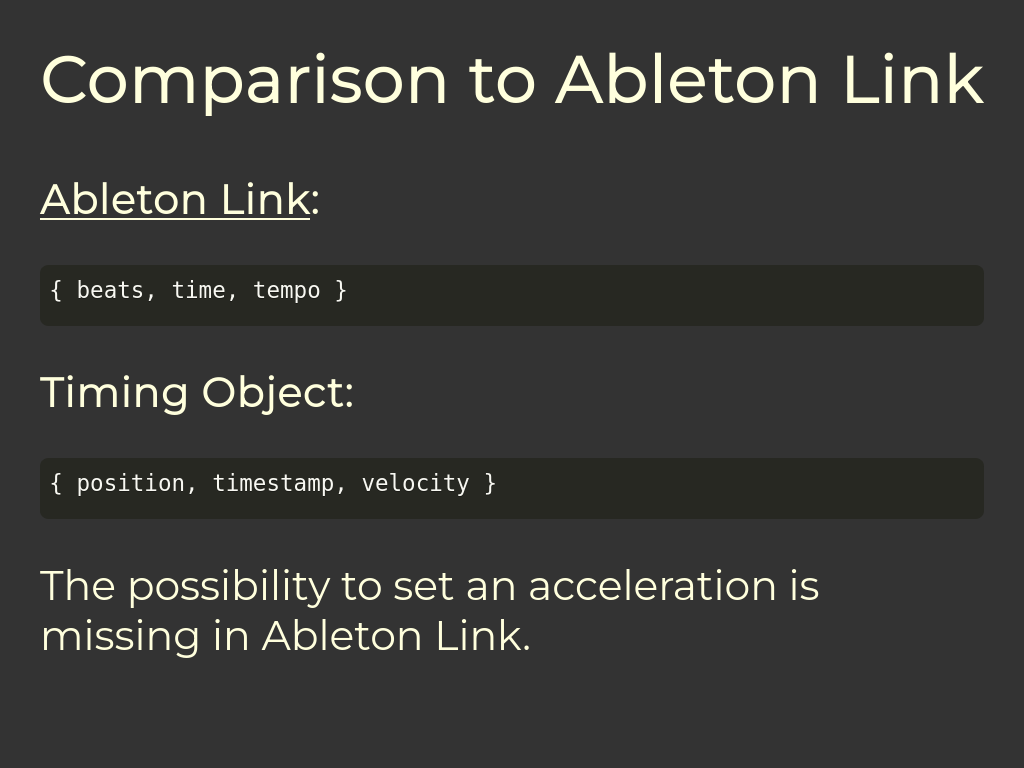 Comparison to Ableton Link
Ableton Link:
{ beats, time, tempo }
Timing Object:
{ position, timestamp, velocity }
The possibility to set an acceleration is
missing in Ableton Link.